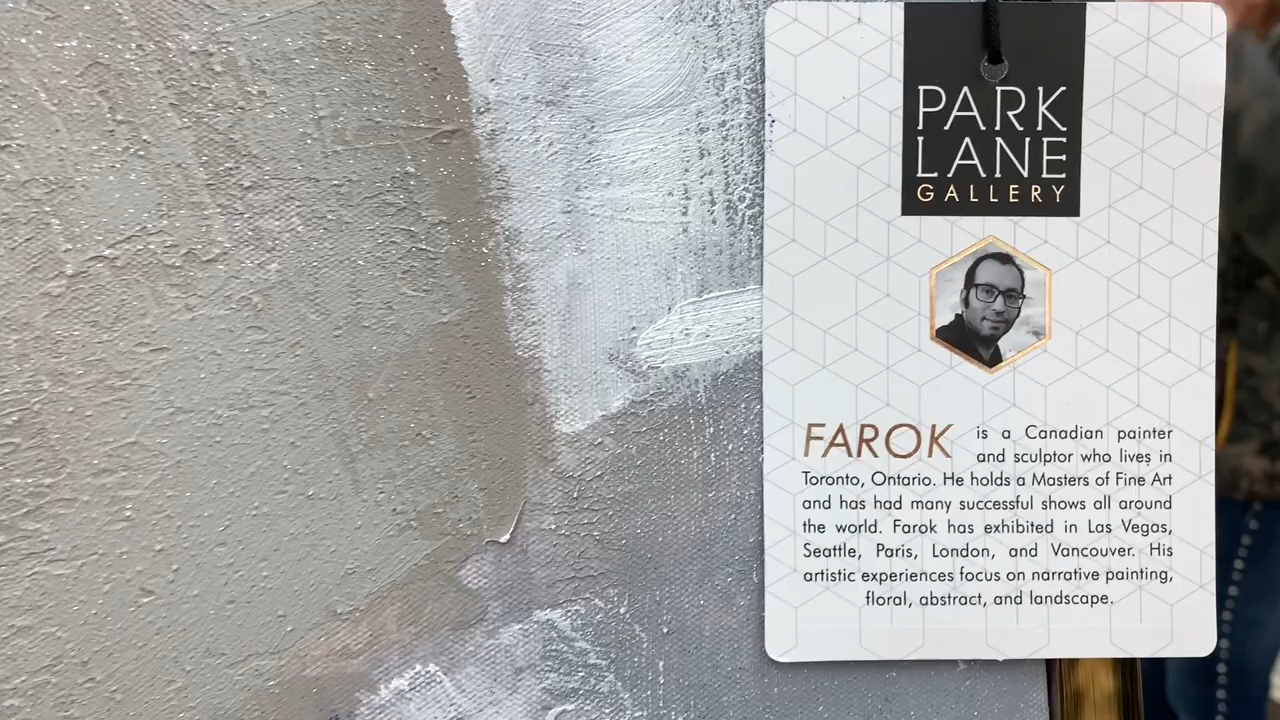 PARK
LANE
GALLERY
FAROK is a Canadian painter
and sculptor who lives in
Toronto, Ontario. He holds a Masters of Fine Art
and has had many successful shows all around
the world. Farok has exhibited in Las Vegas,
Seattle, Paris, London, and Vancouver. His
artistic experiences focus on narrative painting,
floral, abstract, and landscape.